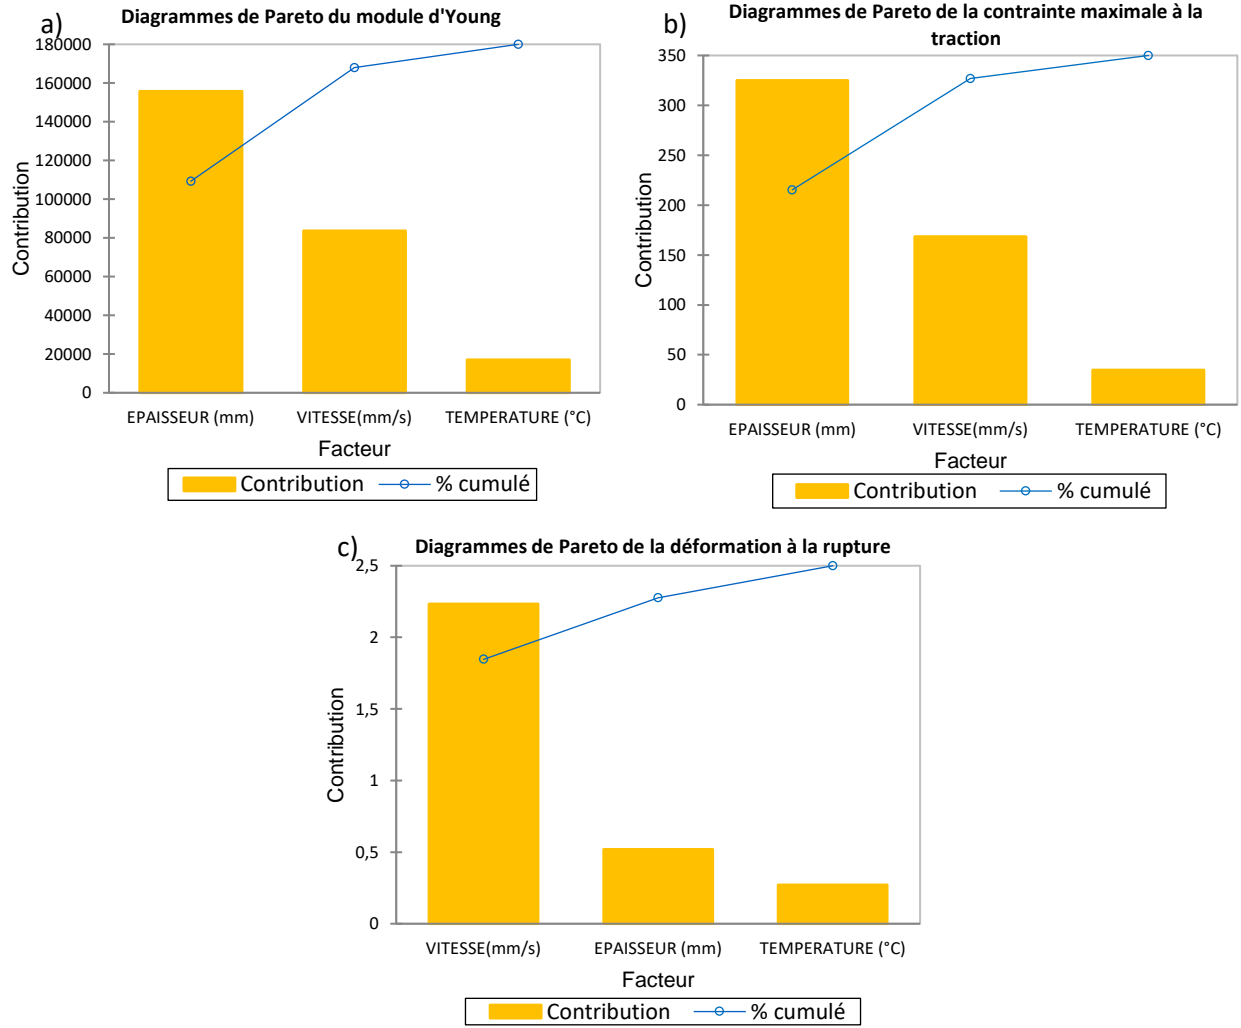 a)
Diagrammes de Pareto du module d'Young
180000
160000
140000
120000
100000
80000
60000
40000
20000
0
Contribution
EPAISSEUR (mm) VITESSE(mm/s) TEMPERATURE (°C)
Facteur
Contribution % cumulé
b)
Diagrammes de Pareto de la contrainte maximale à la
traction
350
300
250
200
150
100
50
0
Contribution
EPAISSEUR (mm) VITESSE(mm/s) TEMPERATURE (°C)
Facteur
Contribution % cumulé
c)
Diagrammes de Pareto de la déformation à la rupture
2,5
2
1,5
1
0,5
0
Contribution
VITESSE(mm/s) EPAISSEUR (mm) TEMPERATURE (°C)
Facteur
Contribution % cumulé